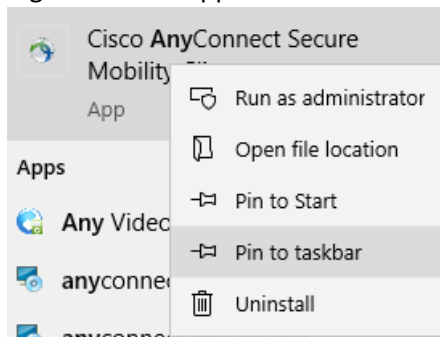 Cisco AnyConnect Secure
Mobility
App
Run as administrator
Open file location
Apps
Pin to Start
Any Video
Pin to taskbar
anyconne
Uninstall